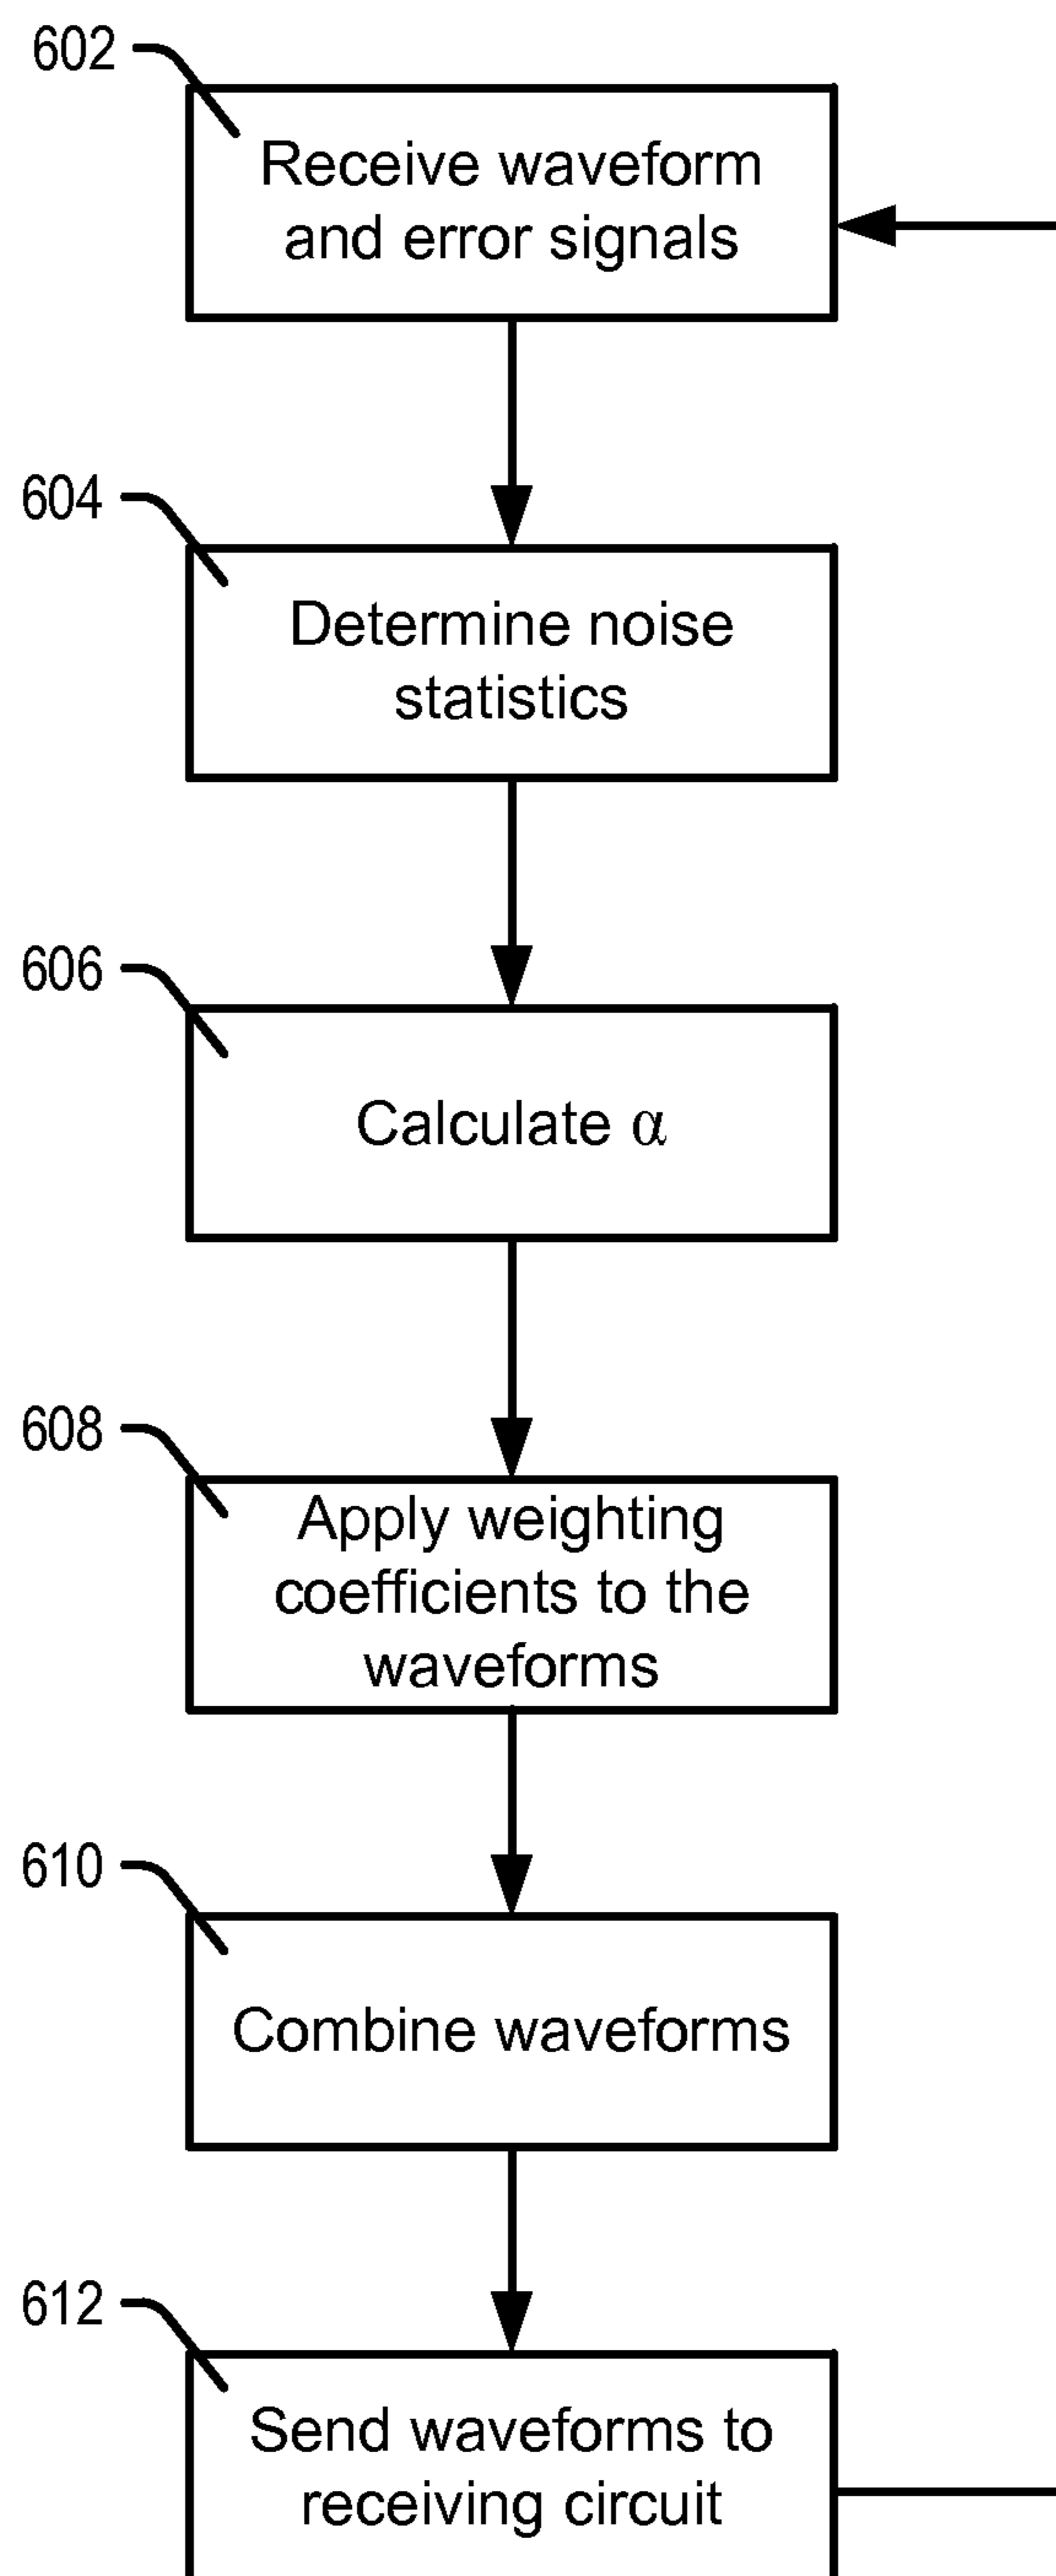 602
Receive waveform
and error signals
604
Determine noise
statistics
606
Calculate α
608
Apply weighting
coefficients to the
waveforms
610
Combine waveforms
612
Send waveforms to
receiving circuit